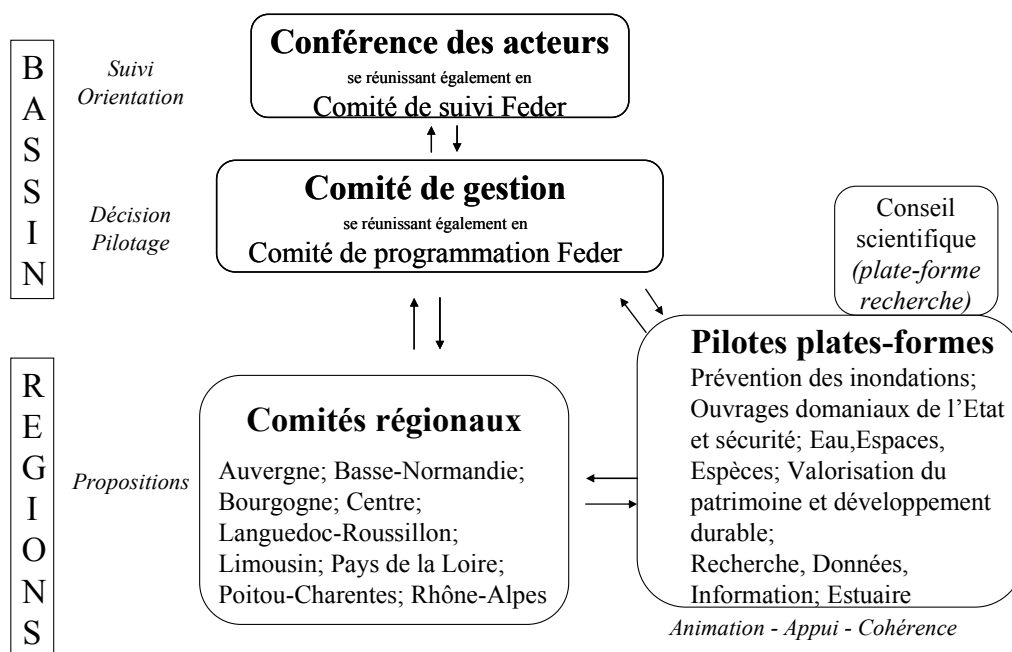 BASSIN
Suivi
Orientation
Conférence des acteurs
se réunissant également en
Comité de suivi Feder
Décision
Pilotage
Comité de gestion
se réunissant également en
Comité de programmation Feder
Conseil
scientifique
(plate-forme
recherche)
REGIONS
Propositions
Comités régionaux
Auvergne; Basse-Normandie;
Bourgogne; Centre;
Languedoc-Roussillon;
Limousin; Pays de la Loire;
Poitou-Charentes; Rhône-Alpes
Pilotes plates-formes
Prévention des inondations;
Ouvrages domaniaux de l’Etat
et sécurité; Eau,Espaces,
Espèces; Valorisation du
patrimoine et développement
durable;
Recherche, Données,
Information; Estuaire
Animation - Appui - Cohérence